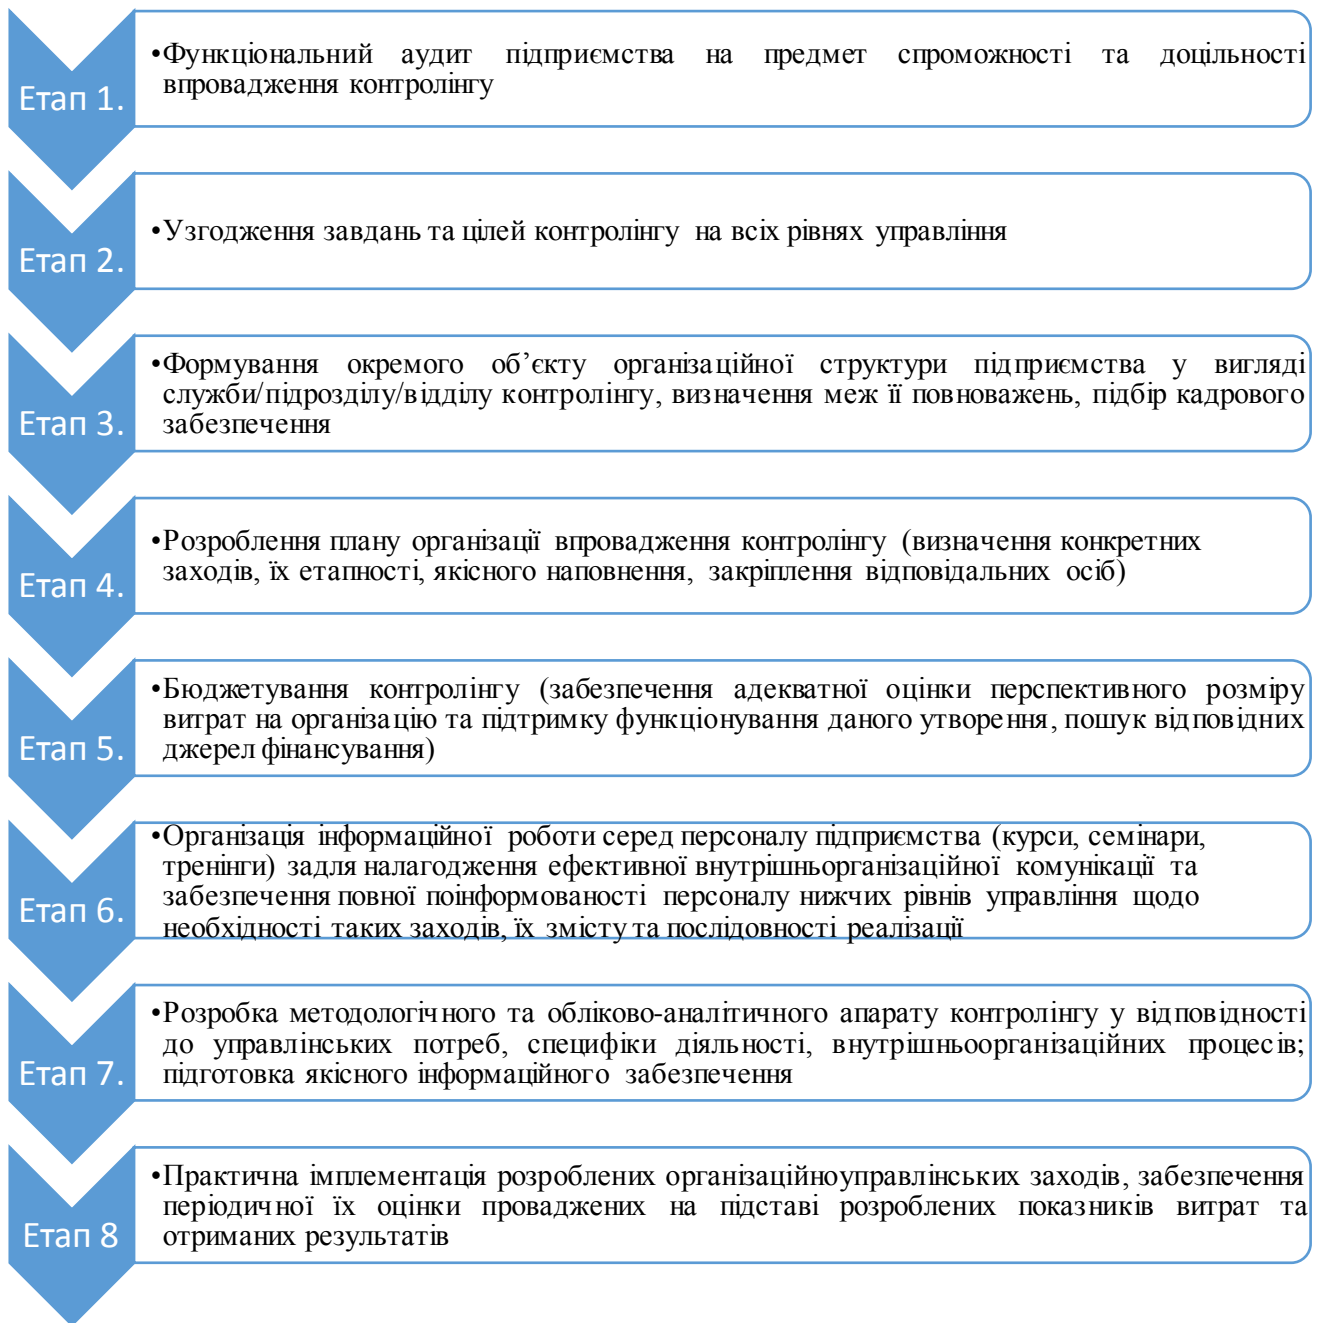 Етап 1.
•Функціональний аудит підприємства на предмет спроможності та доцільності
впровадження контролінгу
Етап 2.
•Узгодження завдань та цілей контролінгу на всіх рівнях управління
Етап 3.
•Формування окремого об’єкту організаційної структури підприємства у вигляді
служби/підрозділу/відділу контролінгу, визначення меж її повноважень, підбір кадрового
забезпечення
Етап 4.
•Розроблення плану організації впровадження контролінгу (визначення конкретних
заходів, їх етапності, якісного наповнення, закріплення відповідальних осіб)
Етап 5.
•Бюджетування контролінгу (забезпечення адекватної оцінки перспективного розміру
витрат на організацію та підтримку функціонування даного утворення, пошук відповідних
джерел фінансування)
Етап 6.
•Організація інформаційної роботи серед персоналу підприємства (курси, семінари,
тренінги) задля налагодження ефективної внутрішньорганізаційної комунікації та
забезпечення повної поінформованості персоналу нижчих рівнів управління щодо
необхідності таких заходів, їх змісту та послідовності реалізації
Етап 7.
•Розробка методологічного та обліково-аналітичного апарату контролінгу у відповідності
до управлінських потреб, специфіки діяльності, внутрішньоорганізаційних процесів;
підготовка якісного інформаційного забезпечення
Етап 8
•Практична імплементація розроблених організаційноуправлінських заходів, забезпечення
періодичної їх оцінки проваджених на підставі розроблених показників витрат та
отриманих результатів